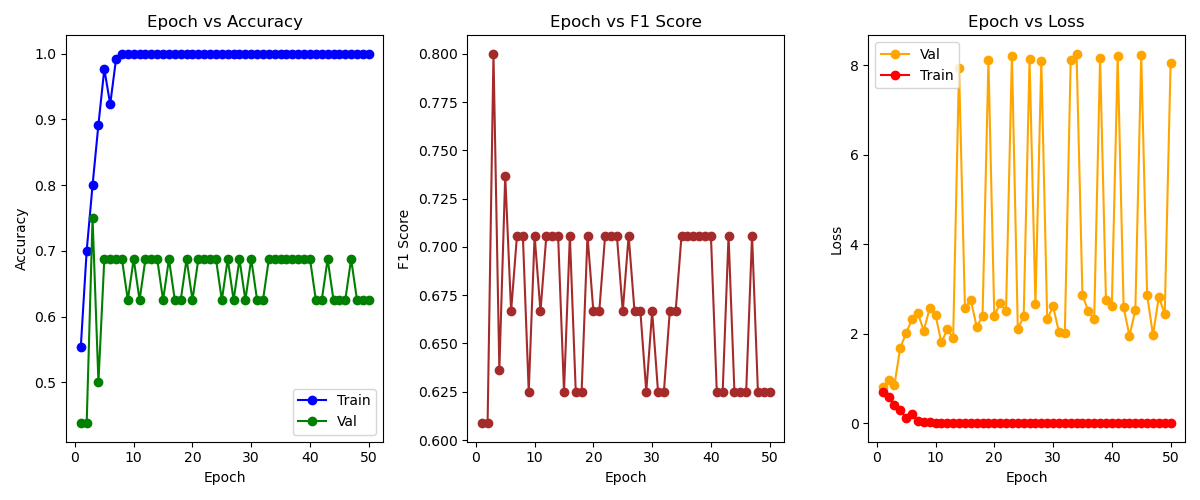 Epoch vs Accuracy
Accuracy
1.0
0.9
0.8
0.7
0.6
0.5
0
10
20
30
40
50
Epoch
Train
Val
Epoch vs F1 Score
F1 Score
0.800
0.775
0.750
0.725
0.700
0.675
0.650
0.625
0.600
0
10
20
30
40
50
Epoch
Epoch vs Loss
Loss
8
6
4
2
0
0
10
20
30
40
50
Epoch
Val
Train